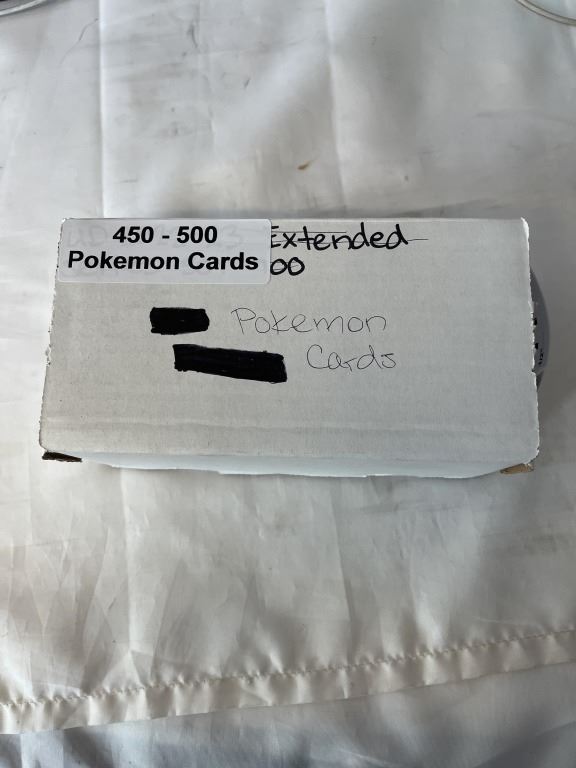 450 - 500
Pokemon Cards
Extended
00
Pokemon
Cards